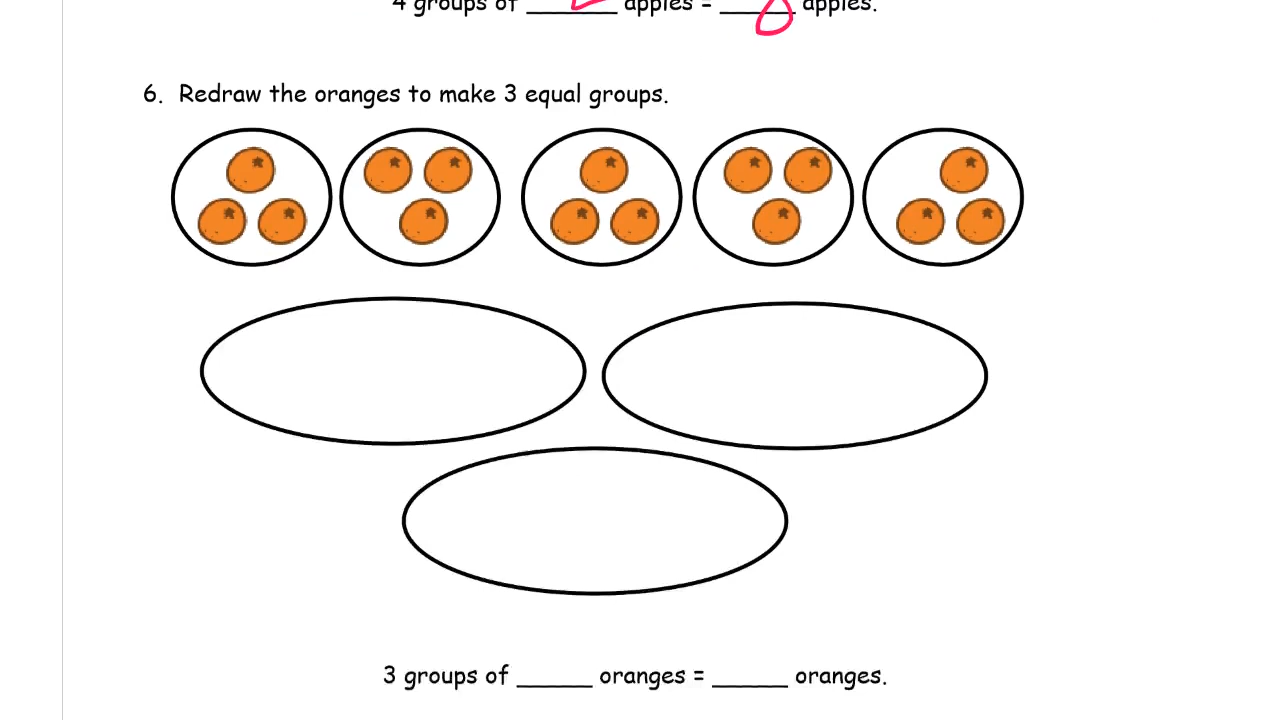 4 groups of ______ apples = ______ apples.
6. Redraw the oranges to make 3 equal groups.
3 groups of ______ oranges = ______ oranges.